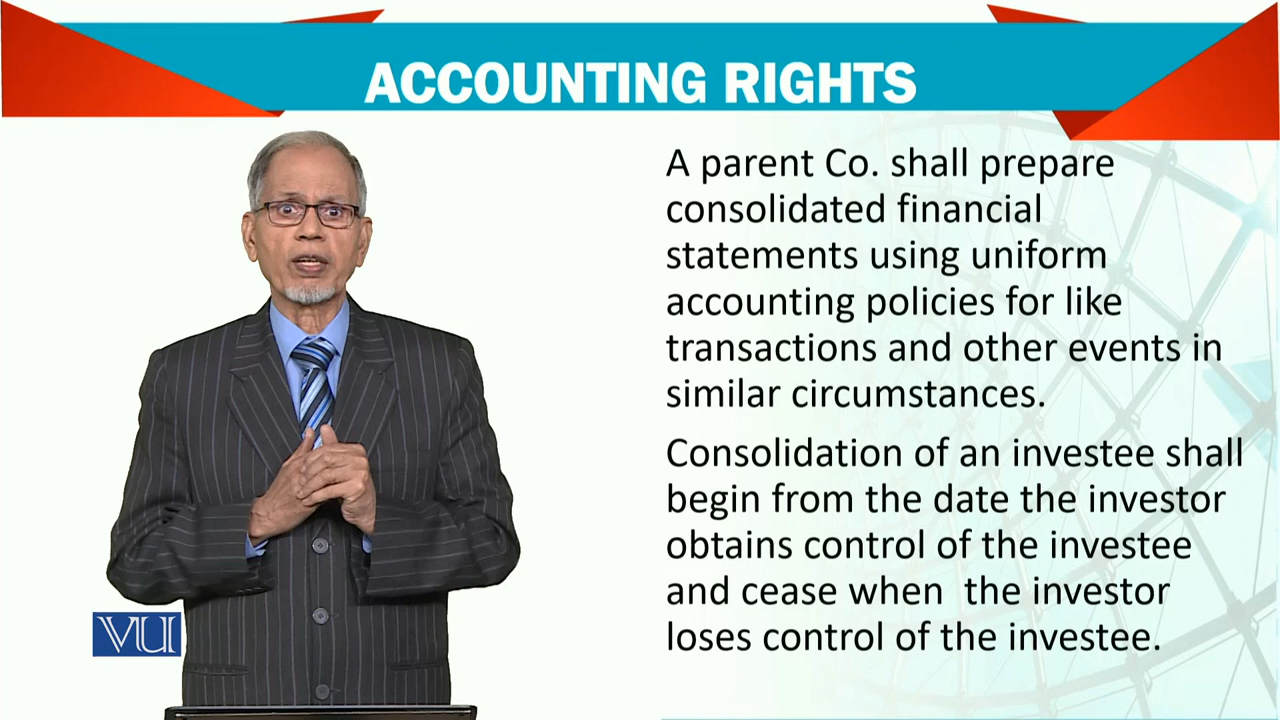 ACCOUNTING RIGHTS
A parent Co. shall prepare
consolidated financial
statements using uniform
accounting policies for like
transactions and other events in
similar circumstances.
Consolidation of an investee shall
begin from the date the investor
obtains control of the investee
and cease when  the investor
loses control of the investee.
VU